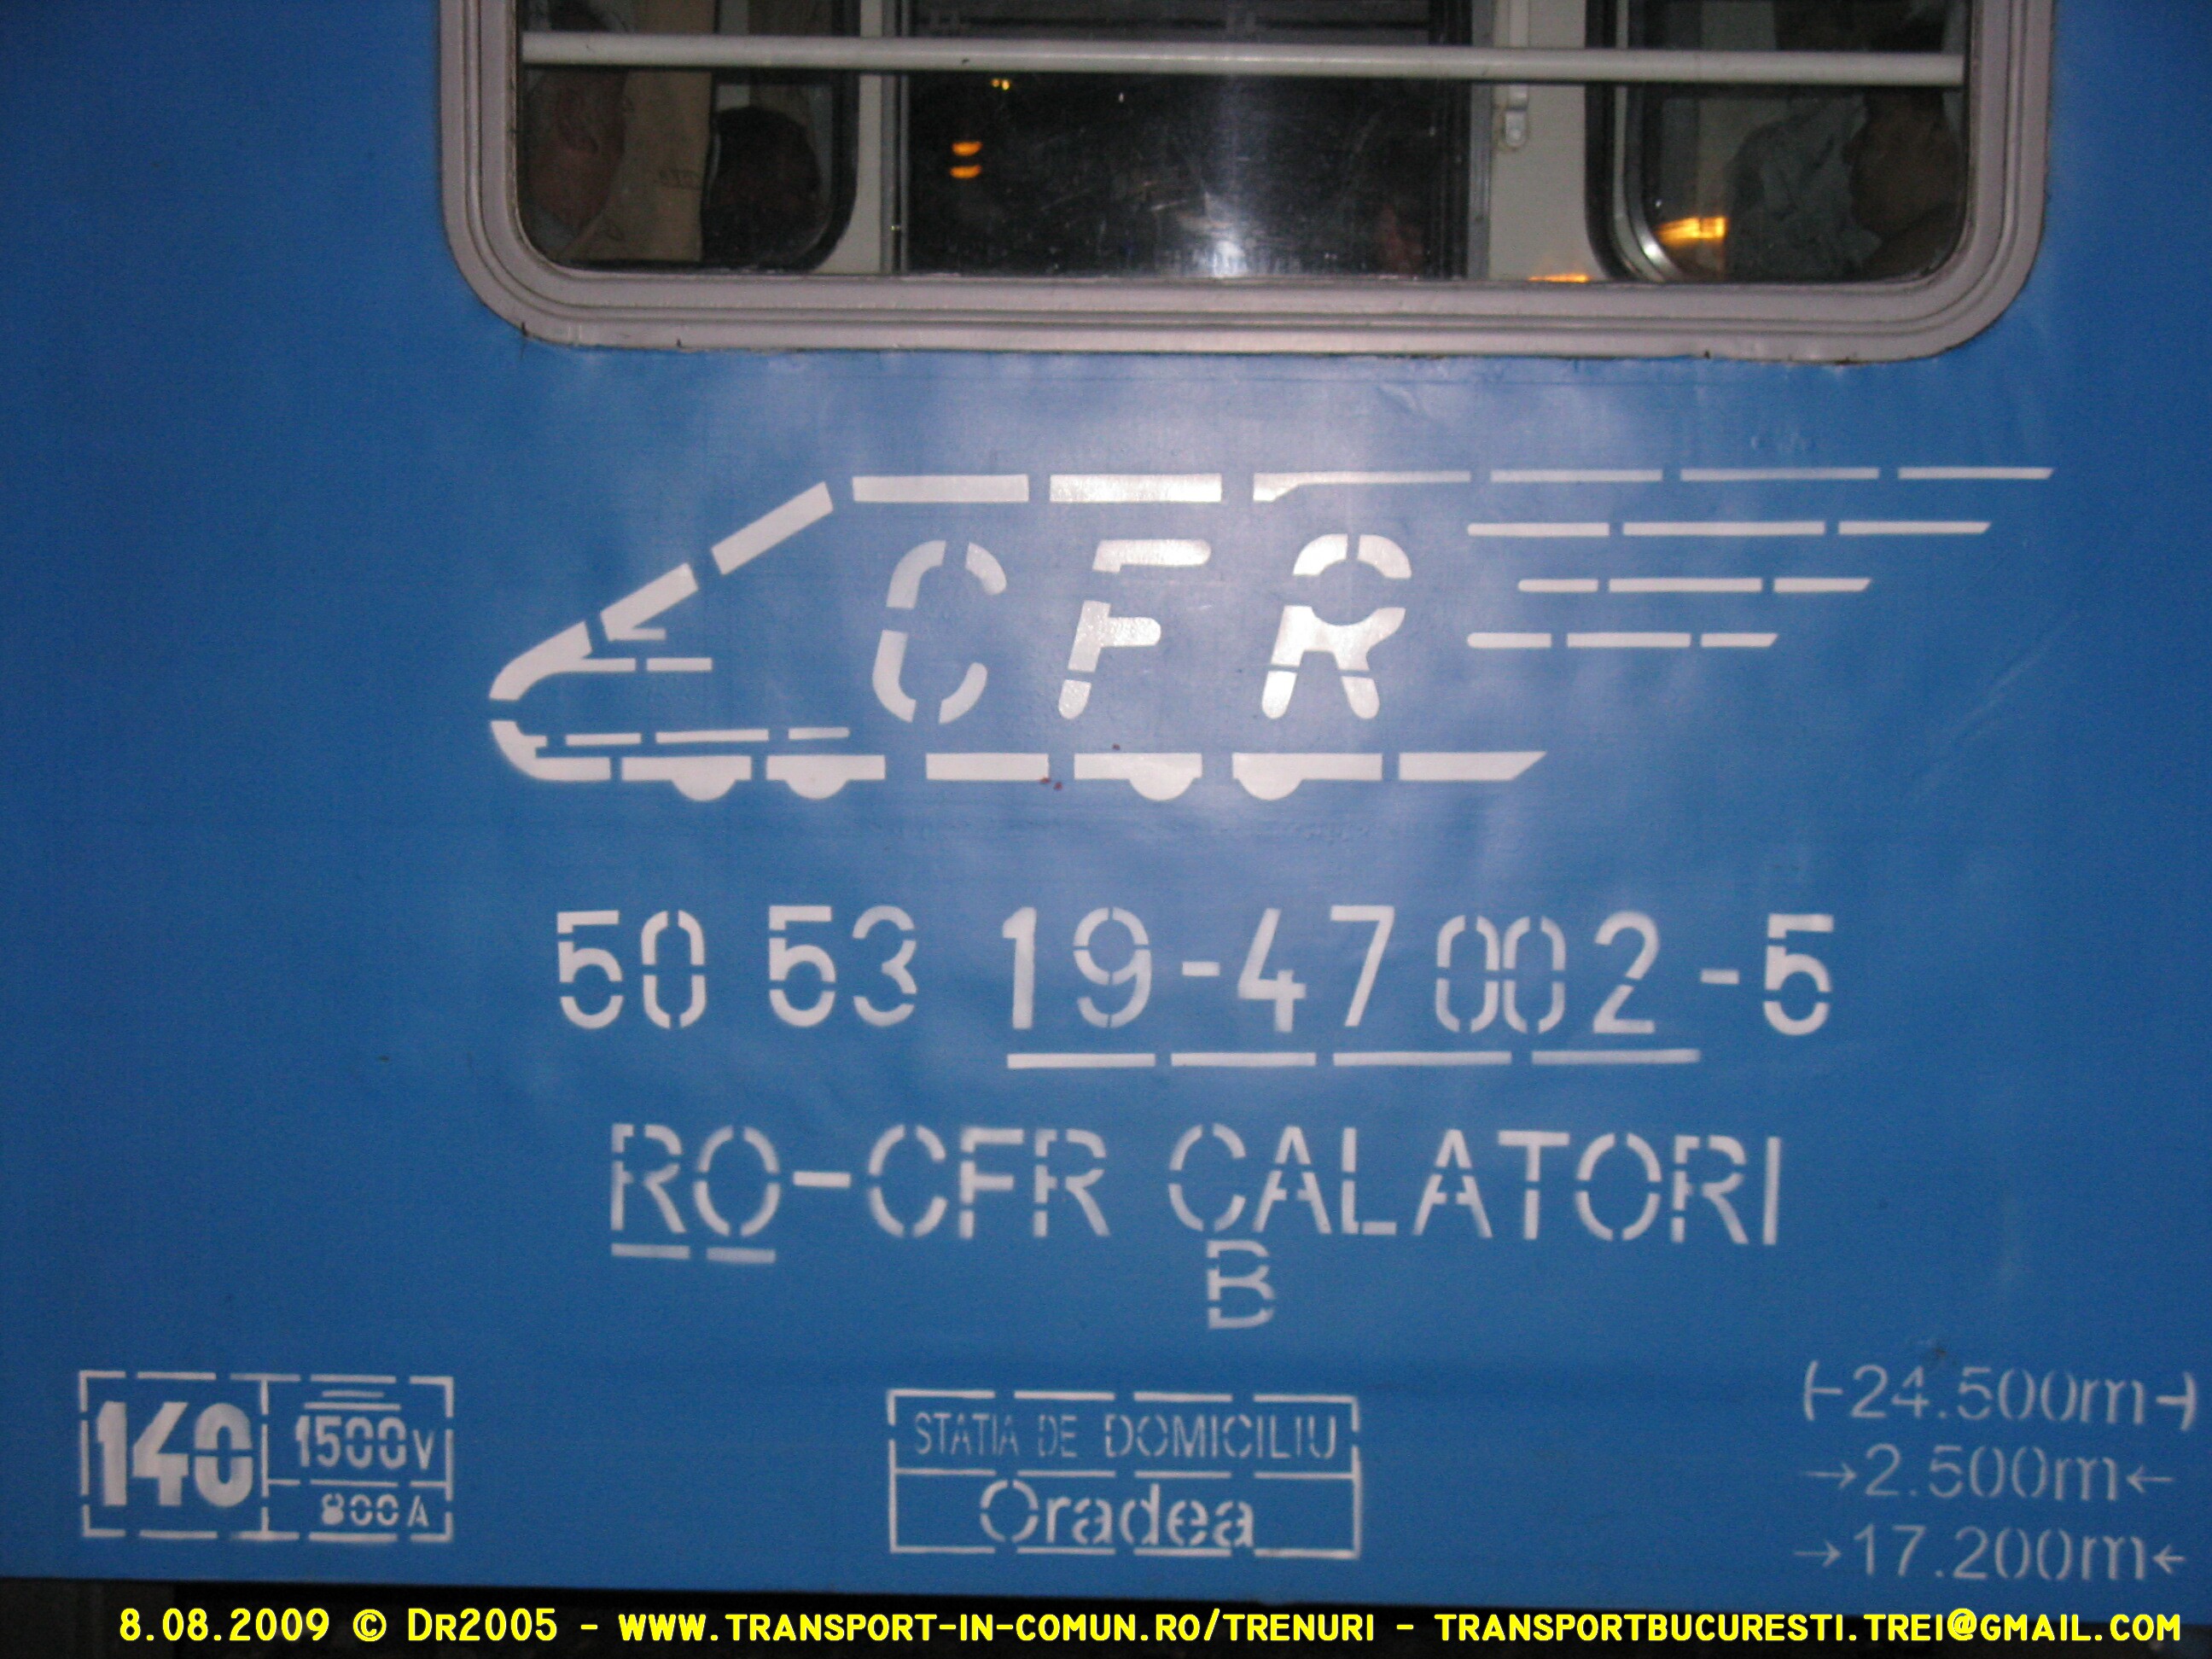 CFR
50 53 19-47 002-5
RO-CFR CALATORI
B
140
1500V
800A
STATIA DE DOMICILIU
Oradea
24.500m
→2.500m←
→17.200m←
8.08.2009 © DR2005 - WWW.TRANSPORT-IN-COMUN.RO/TRENURI - TRANSPORTBUCURESTI.TREI@GMAIL.COM